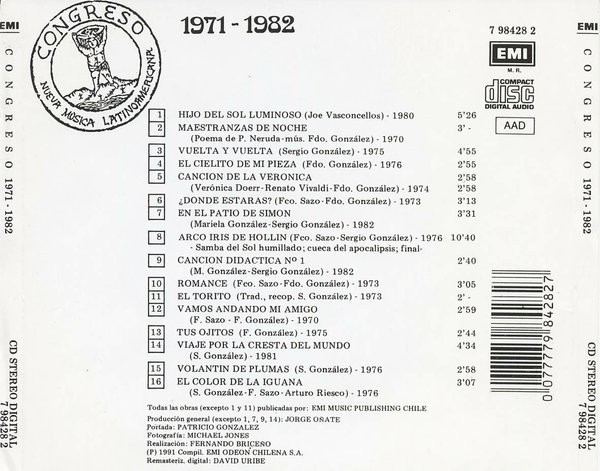 EMI
CONGRESO 1971-1982
CD STEREO DIGITAL
7 98428 2
CONGRESO
NUEVA MUSICA LATINOAMERICANA
1971-1982
7 98428 2
EMI
M. R.
COMPACT
disc
DIGITAL AUDIO
AAD
1 HIJO DEL SOL LUMINOSO (Joe Vasconcellos) - 1980 5'26
2 MAESTRANZAS DE NOCHE 3' -
(Poema de P. Neruda-mús. Fdo. González) - 1970
3 VUELTA Y VUELTA (Sergio González) - 1975 4'55
4 EL CIELITO DE MI PIEZA (Fdo. González) - 1976 2'55
5 CANCION DE LA VERONICA 2'58
(Verónica Doerr-Renato Vivaldi-Fdo. González) - 1974 2'58
6 ¿DONDE ESTARAS? (Fco. Sazo-Fdo. González) - 1973 3'13
7 EN EL PATIO DE SIMON 3'31
(Mariela González-Sergio González) - 1982
8 ARCO IRIS DE HOLLIN (Fco. Sazo-Sergio González) - 1976 10'40
- Samba del Sol humillado; cueca del apocalipsis; final-
9 CANCION DIDACTICA Nº 1 2'40
(M. González-Sergio González) - 1982
10 ROMANCE (Fco. Sazo-Fdo. González) - 1973 3'05
11 EL TORITO (Trad., recop. S. González) - 1973 2' -
12 VAMOS ANDANDO MI AMIGO 2'59
(F. Sazo - F. González) - 1970
13 TUS OJITOS (F. González) - 1975 2'44
14 VIAJE POR LA CRESTA DEL MUNDO 4'34
(S. González) - 1981
15 VOLANTIN DE PLUMAS (S. González) - 1976 2'58
16 EL COLOR DE LA IGUANA 3'07
(S. González-F. Sazo-Arturo Riesco) - 1976
Todas las obras (excepto 1 y 11) publicadas por: EMI MUSIC PUBLISHING CHILE
Producción general (excepto 1, 7, 9, 14): JORGE OÑATE
Portada: PATRICIO GONZALEZ
Fotografía: MICHAEL JONES
Realización: FERNANDO BRICEÑO
(P) 1991 Compil. EMI ODEON CHILENA S.A.
Remasteriz. digital: DAVID URIBE
0 077779 842827
EMI
CONGRESO 1971-1982
CD STEREO DIGITAL
7 98428 2